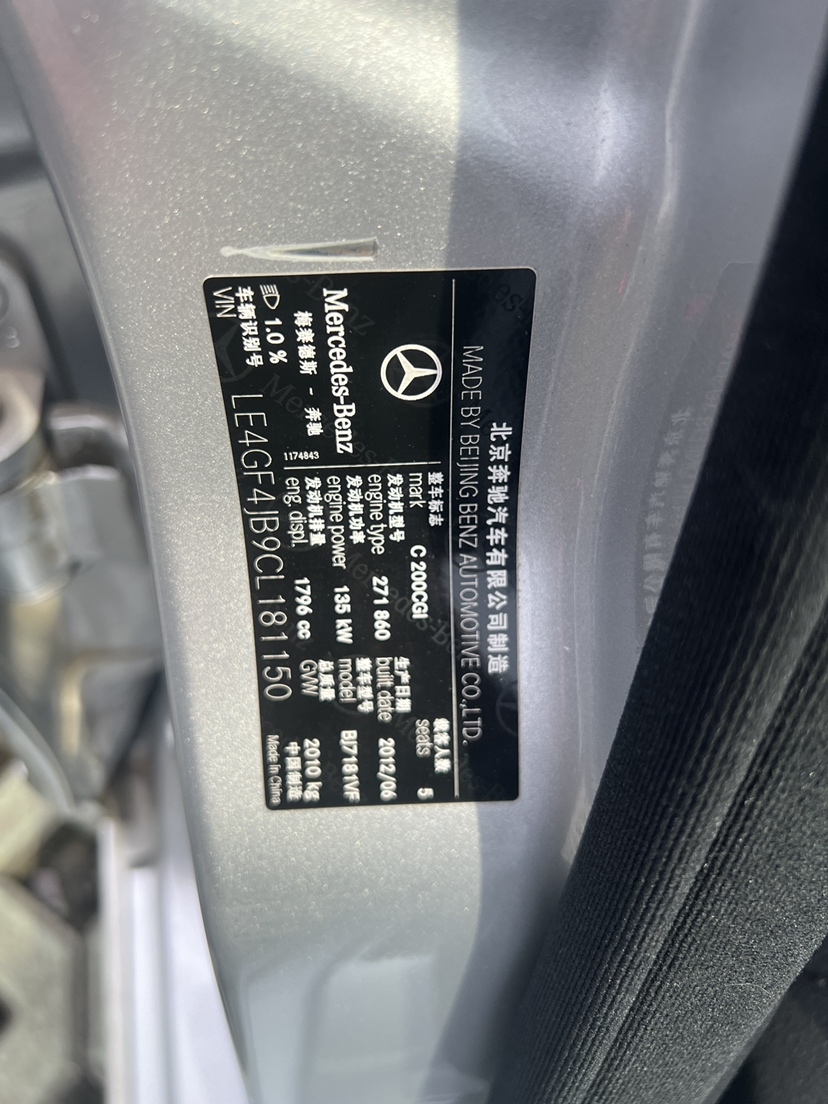 北京奔驰汽车有限公司制造
MADE BY BEIJING BENZ AUTOMOTIVE CO.,LTD.
Mercedes-Benz
梅赛德斯 - 奔驰
1174843
1.0 %
整车标志
mark C 200CGI
乘客人数
seats 5
发动机型号
engine type 271 860
生产日期
built date 2012/06
发动机功率
engine power 135 kW
整车型号
model BJ7181VF
发动机排量
eng. displ. 1796 cc
总质量
GVW 2010 kg
车辆识别号
VIN LE4GF4JB9CL181150
中国制造
Made in China